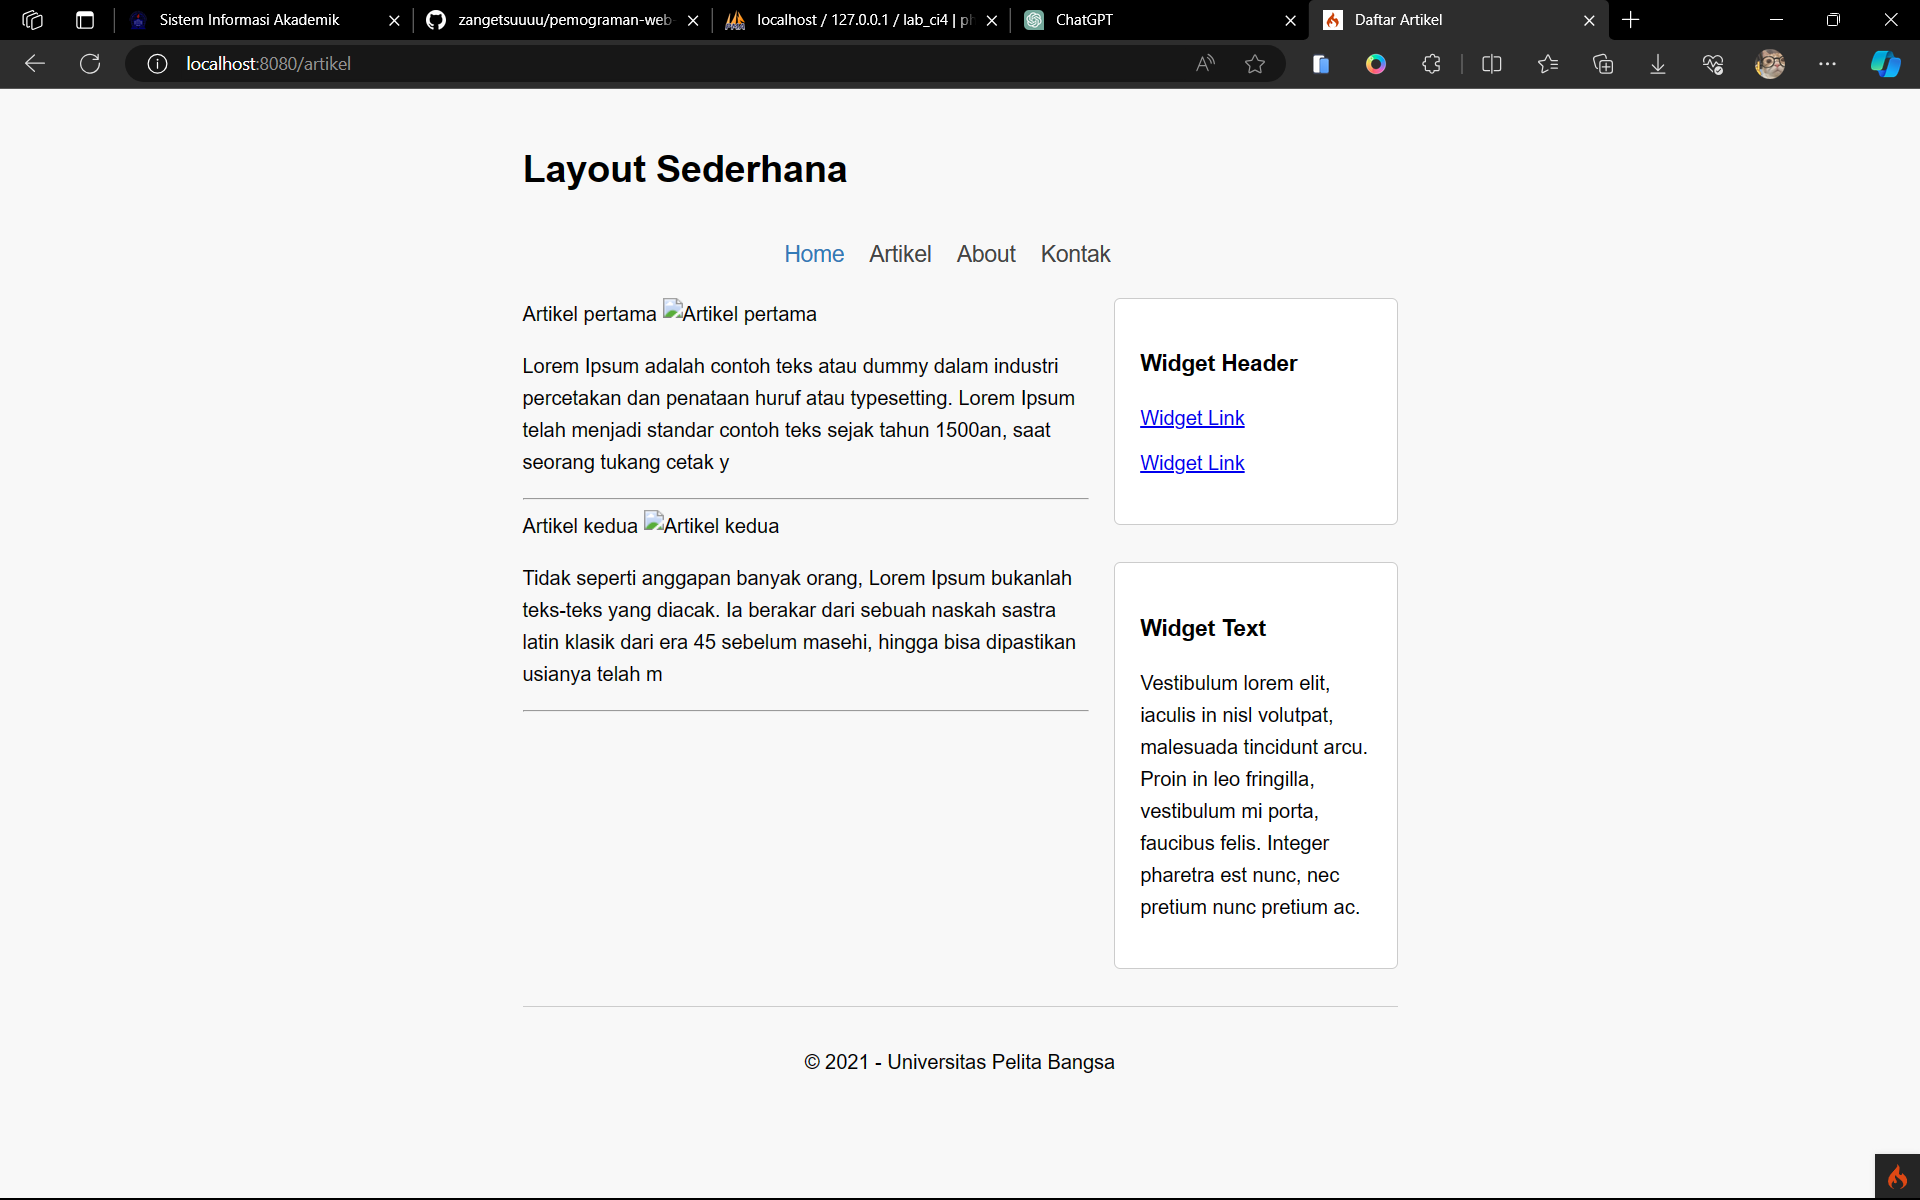 Sistem Informasi Akademik
zangetsuuuu/pemograman-web
localhost / 127.0.0.1 / lab_ci4 | ph
ChatGPT
Daftar Artikel
localhost:8080/artikel
Layout Sederhana
Home Artikel About Kontak
Artikel pertama Artikel pertama
Lorem Ipsum adalah contoh teks atau dummy dalam industri
percetakan dan penataan huruf atau typesetting. Lorem Ipsum
telah menjadi standar contoh teks sejak tahun 1500an, saat
seorang tukang cetak y
Artikel kedua Artikel kedua
Tidak seperti anggapan banyak orang, Lorem Ipsum bukanlah
teks-teks yang diacak. Ia berakar dari sebuah naskah sastra
latin klasik dari era 45 sebelum masehi, hingga bisa dipastikan
usianya telah m
Widget Header
Widget Link
Widget Link
Widget Text
Vestibulum lorem elit,
iaculis in nisl volutpat,
malesuada tincidunt arcu.
Proin in leo fringilla,
vestibulum mi porta,
faucibus felis. Integer
pharetra est nunc, nec
pretium nunc pretium ac.
© 2021 - Universitas Pelita Bangsa